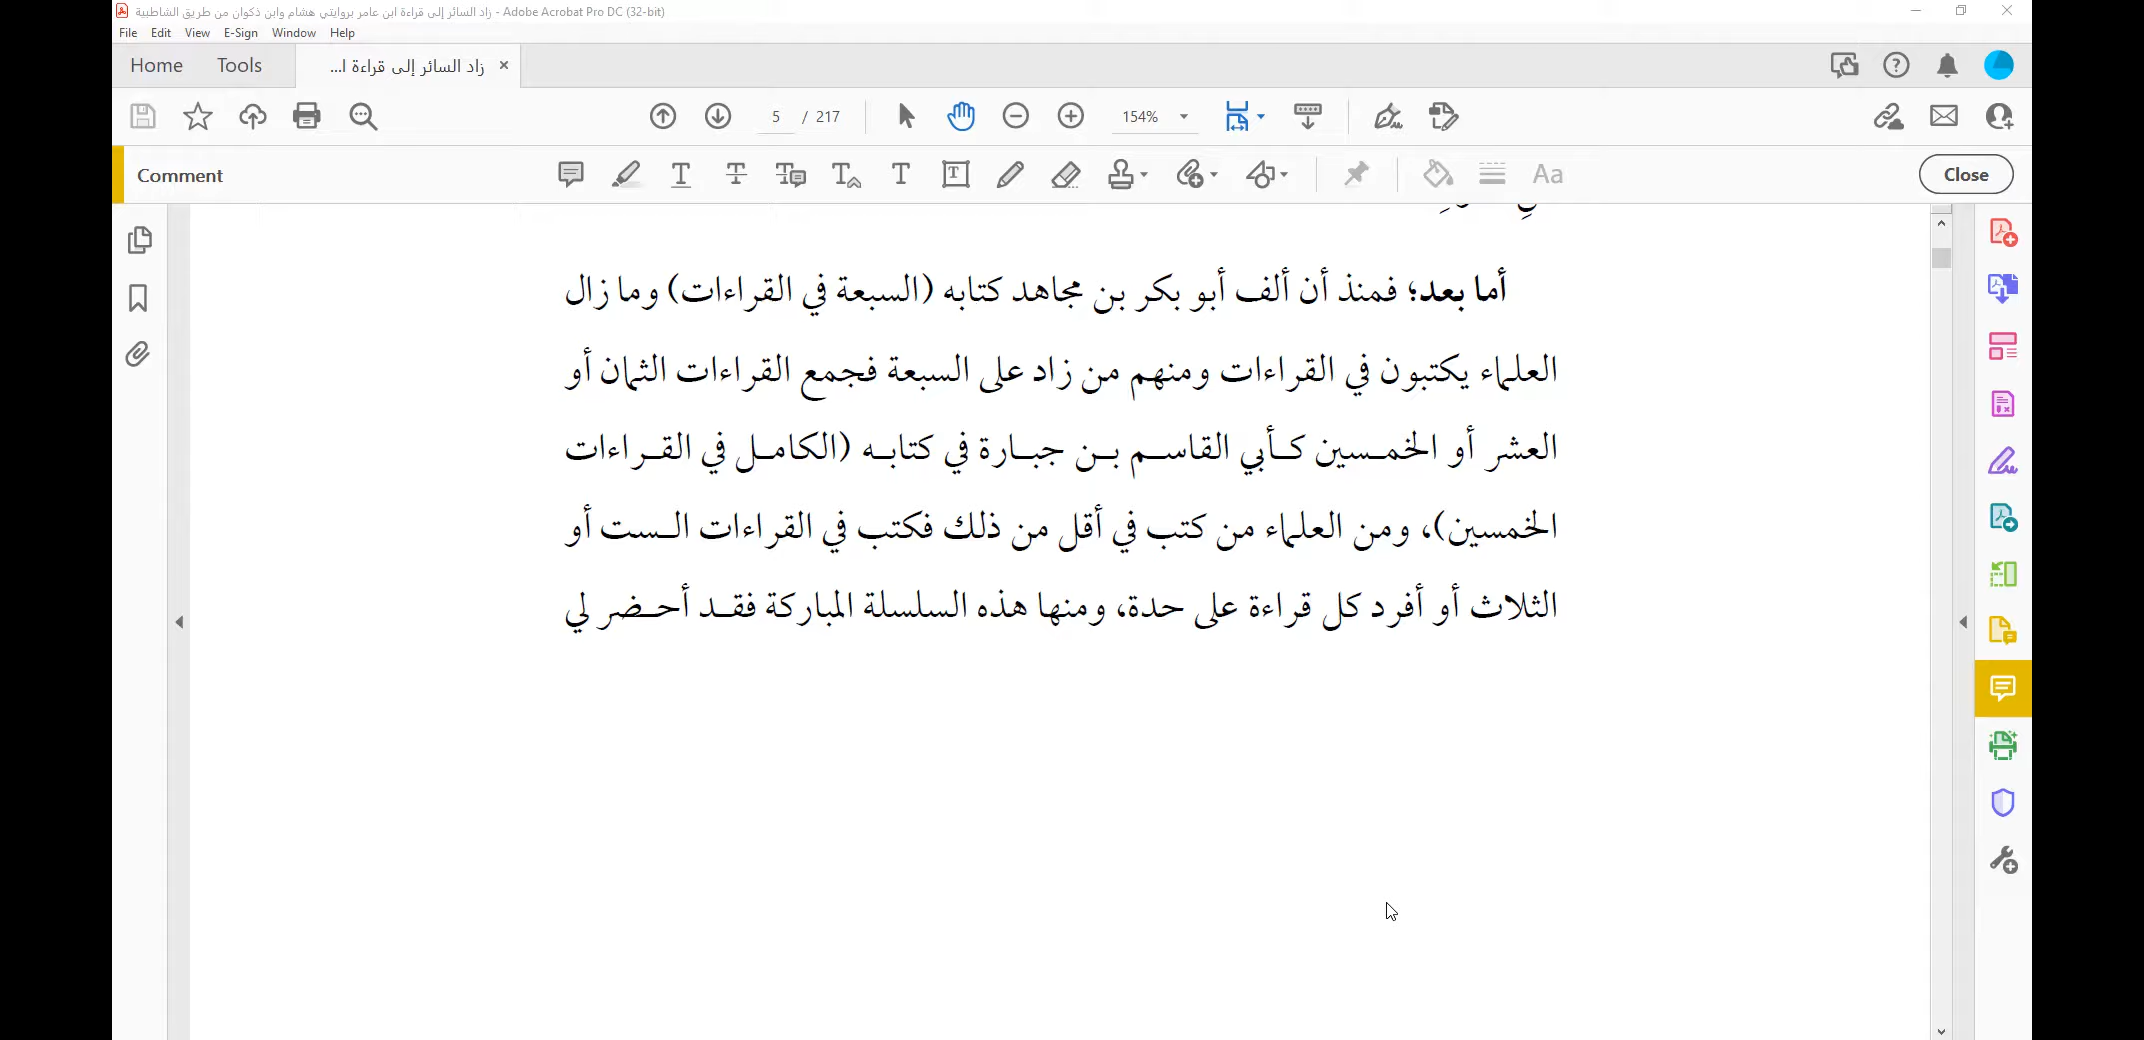 زاد السائر إلى قراءة ابن عامر بروايتي هشام وابن ذكوان من طريق الشاطبية - Adobe Acrobat Pro DC (32-bit)
File Edit View E-Sign Window Help
Home Tools زاد السائر إلى قراءة ا... ×
5 / 217 154%
Comment Close
أما بعد؛ فمنذ أن ألف أبو بكر بن مجاهد كتابه (السبعة في القراءات) وما زال
العلماء يكتبون في القراءات ومنهم من زاد على السبعة فجمع القراءات الثمان أو
العشر أو الخمسين كأبي القاسم بن جبارة في كتابه (الكامل في القراءات
الخمسين)، ومن العلماء من كتب في أقل من ذلك فكتب في القراءات الست أو
الثلاث أو أفرد كل قراءة على حدة، ومنها هذه السلسلة المباركة فقد أحضر لي